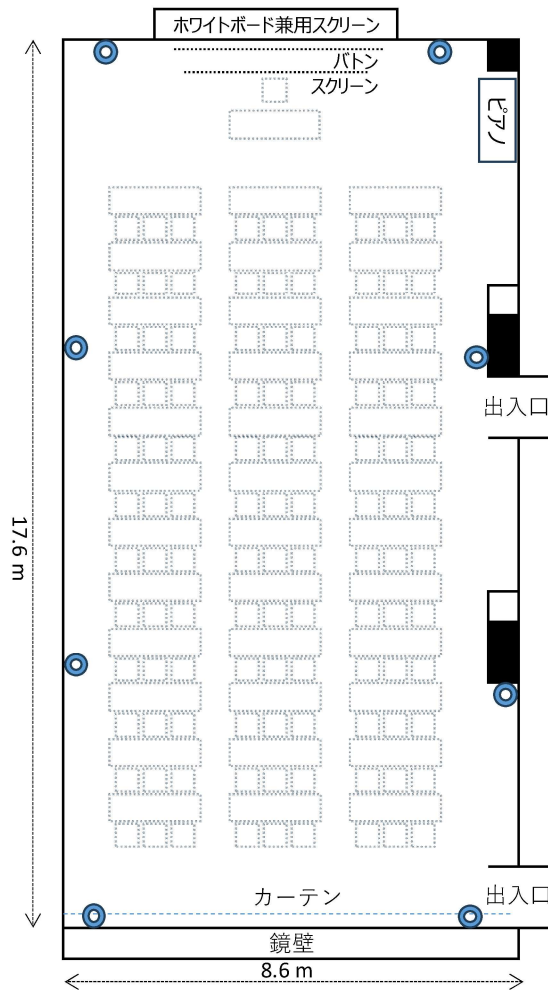 ホワイトボード兼用スクリーン
バトン
スクリーン
ピアノ
出入口
17.6 m
カーテン
出入口
鏡壁
8.6 m